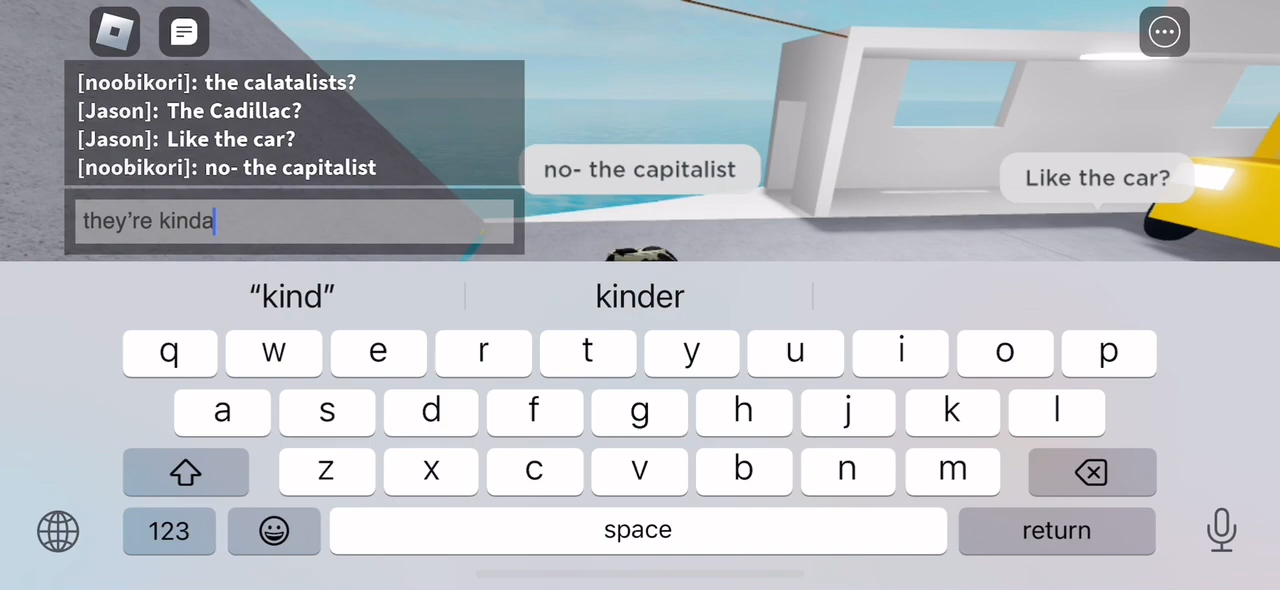 [noobikori]: the calatalists?
[Jason]: The Cadillac?
[Jason]: Like the car?
[noobikori]: no- the capitalist
they’re kinda
no- the capitalist
Like the car?
“kind”
kinder
q w e r t y u i o p
a s d f g h j k l
z x c v b n m
123
space
return